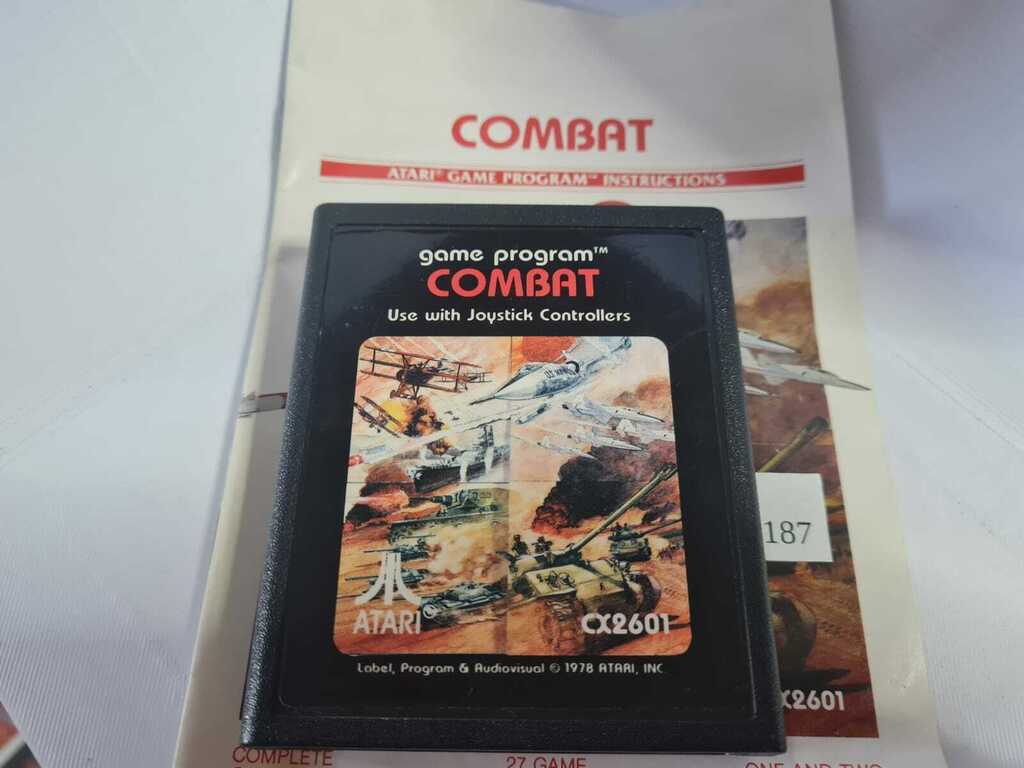 COMBAT
ATARI® GAME PROGRAM™ INSTRUCTIONS
game program™
COMBAT
Use with Joystick Controllers
187
ATARI®
CX2601
Label, Program & Audiovisual © 1978 ATARI, INC.
CX2601
COMPLETE
27 GAME
ONE AND TWO